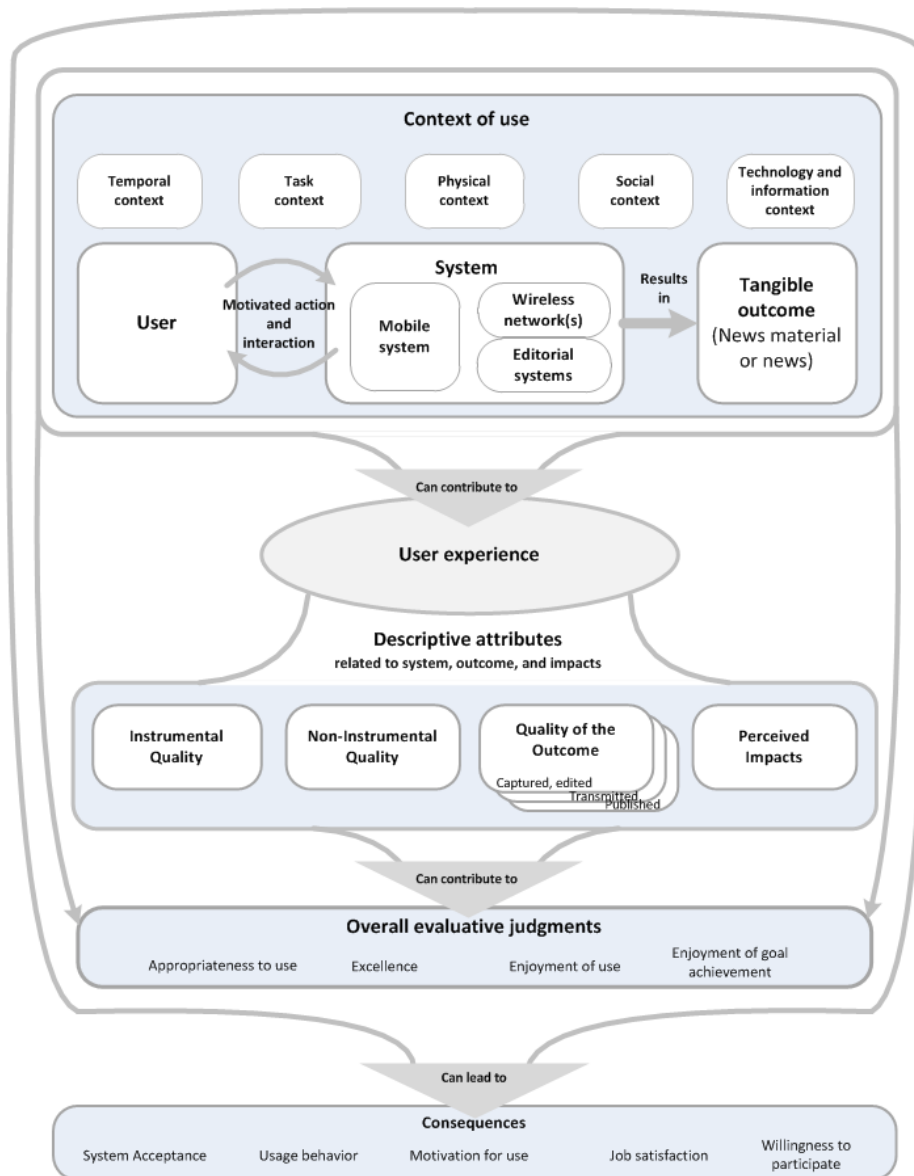 Context of use
Temporal
context
Task
context
Physical
context
Social
context
Technology and
information
context
User
Motivated action
and
interaction
System
Mobile
system
Wireless
network(s)
Editorial
systems
Results
in
Tangible
outcome
(News material
or news)
Can contribute to
User experience
Descriptive attributes
related to system, outcome, and impacts
Instrumental
Quality
Non-Instrumental
Quality
Quality of the
Outcome
Captured, edited
Transmitted
Published
Perceived
Impacts
Can contribute to
Overall evaluative judgments
Appropriateness to use
Excellence
Enjoyment of use
Enjoyment of goal
achievement
Can lead to
Consequences
System Acceptance
Usage behavior
Motivation for use
Job satisfaction
Willingness to
participate